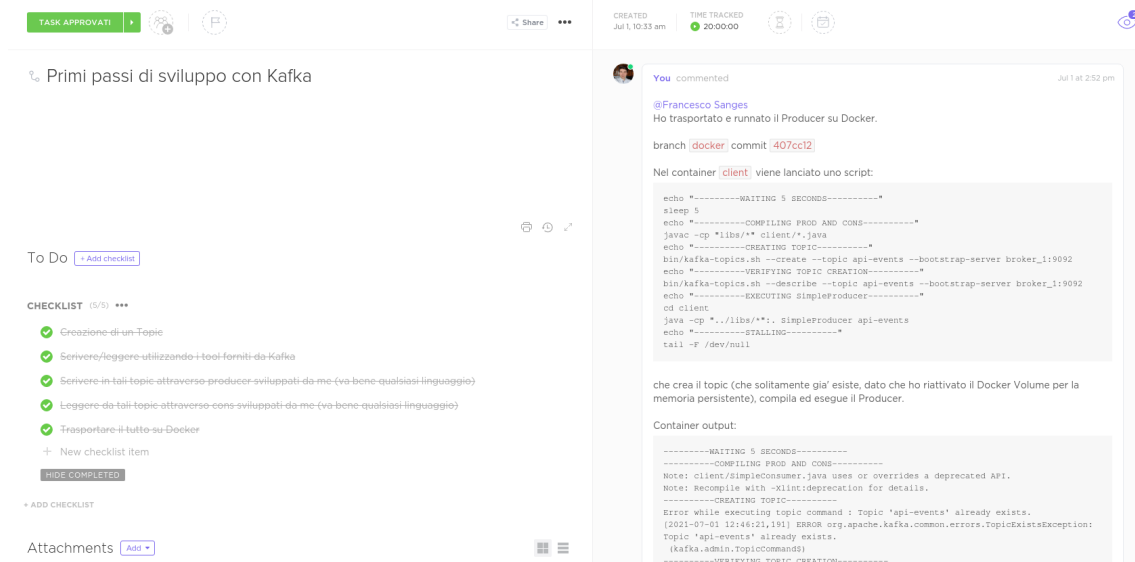 TASK APPROVATI
Share
Primi passi di sviluppo con Kafka
To Do
+ Add checklist
CHECKLIST (5/5)
Creazione di un Topic
Scrivere/leggere utilizzando i tool forniti da Kafka
Scrivere in tali topic attraverso producer sviluppati da me (va bene qualsiasi linguaggio)
Leggere da tali topic attraverso cons sviluppati da me (va bene qualsiasi linguaggio)
Trasportare il tutto su Docker
+ New checklist item
HIDE COMPLETED
+ ADD CHECKLIST
Attachments
Add
CREATED
Jul 1, 10:33 am
TIME TRACKED
20:00:00
You commented
Jul 1 at 2:52 pm
@Francesco Sanges
Ho trasportato e runnato il Producer su Docker.
branch docker commit 407cc12
Nel container client viene lanciato uno script:
echo "---------WAITING 5 SECONDS----------"
sleep 5
echo "----------COMPILING PROD AND CONS----------"
javac -cp "libs/*" client/*.java
echo "----------CREATING TOPIC----------"
bin/kafka-topics.sh --create --topic api-events --bootstrap-server broker_1:9092
echo "----------VERIFYING TOPIC CREATION----------"
bin/kafka-topics.sh --describe --topic api-events --bootstrap-server broker_1:9092
echo "----------EXECUTING SimpleProducer----------"
cd client
java -cp "../libs/*":. SimpleProducer api-events
echo "----------STALLING----------"
tail -F /dev/null
che crea il topic (che solitamente gia' esiste, dato che ho riattivato il Docker Volume per la
memoria persistente), compila ed esegue il Producer.
Container output:
---------WAITING 5 SECONDS----------
----------COMPILING PROD AND CONS----------
Note: client/SimpleConsumer.java uses or overrides a deprecated API.
Note: Recompile with -Xlint:deprecation for details.
----------CREATING TOPIC----------
Error while executing topic command : Topic 'api-events' already exists.
[2021-07-01 12:46:21,191] ERROR org.apache.kafka.common.errors.TopicExistsException:
Topic 'api-events' already exists.
(kafka.admin.TopicCommand$)
----------VERIFYING TOPIC CREATION----------